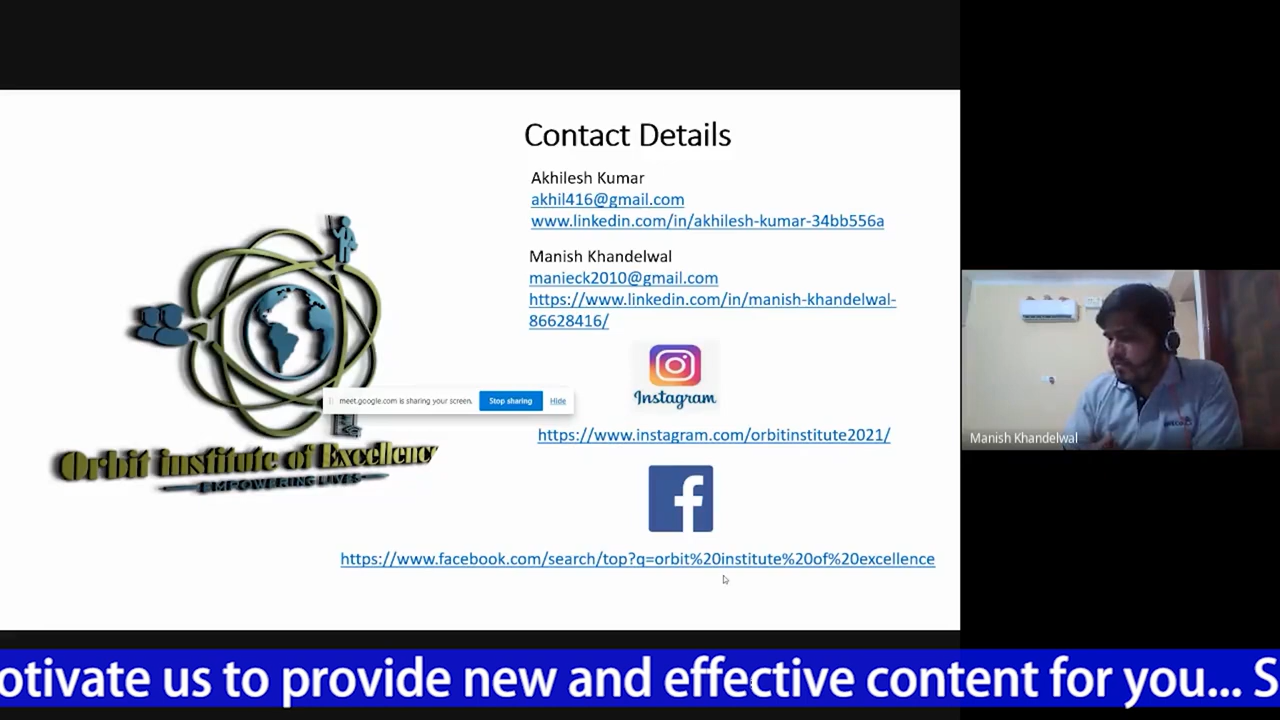 Contact Details
Akhilesh Kumar
akhil416@gmail.com
www.linkedin.com/in/akhilesh-kumar-34bb556a
Manish Khandelwal
manieck2010@gmail.com
https://www.linkedin.com/in/manish-khandelwal-
86628416/
Instagram
meet.google.com is sharing your screen.
Stop sharing
Hide
https://www.instagram.com/orbitinstitute2021/
Orbit institute of Excellence
EMPOWERING LIVES
https://www.facebook.com/search/top?q=orbit%20institute%20of%20excellence
Manish Khandelwal
otivate us to provide new and effective content for you... S